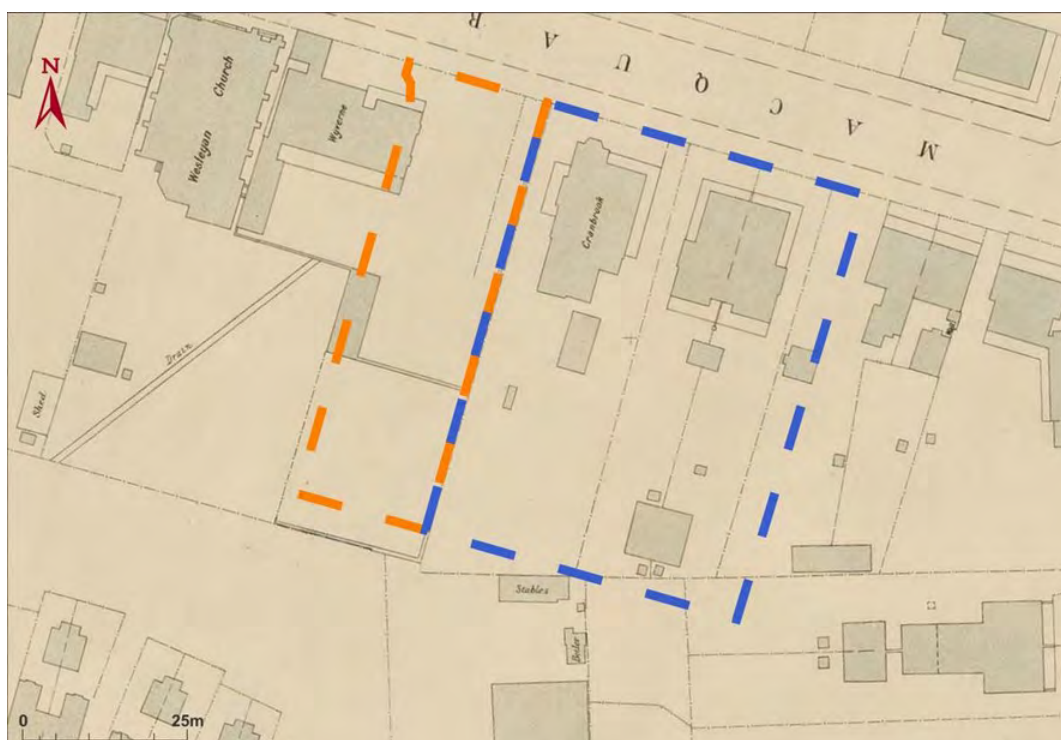 N
M A C Q U A R
Wesleyan Church
Wyverne
Cranbrook
Drain
Shed
Stables
0 25m